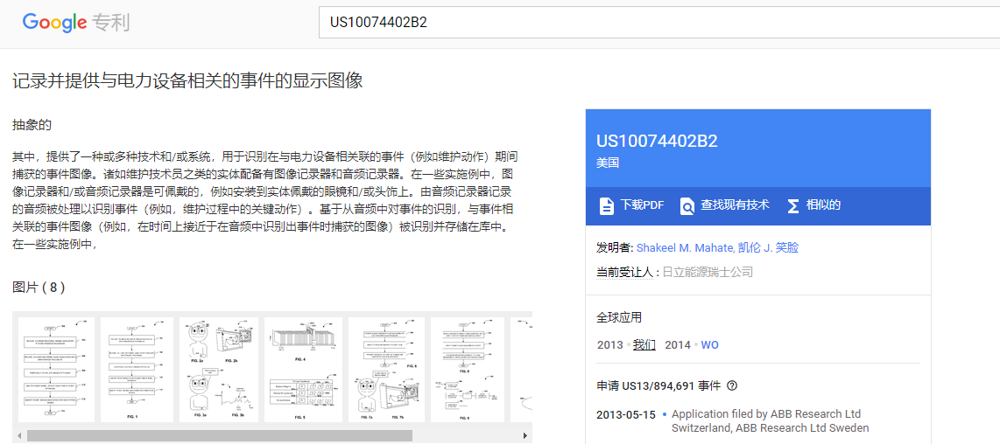 Google 专利
US10074402B2
记录并提供与电力设备相关的事件的显示图像
抽象的
其中，提供了一种或多种技术和/或系统，用于识别在与电力设备相关联的事件（例如维护动作）期间
捕获的事件图像。诸如维护技术员之类的实体配备有图像记录器和音频记录器。在一些实施例中，图
像记录器和/或音频记录器是可佩戴的，例如安装到实体佩戴的眼镜和/或头饰上。由音频记录器记录
的音频被处理以识别事件（例如，维护过程中的关键动作）。基于从音频中对事件的识别，与事件相
关联的事件图像（例如，在时间上接近于在音频中识别出事件时捕获的图像）被识别并存储在库中。
在一些实施例中，
图片 ( 8 )
FIG. 1
FIG. 2a
FIG. 2b
FIG. 3a
FIG. 3b
FIG. 4
FIG. 5
FIG. 6
FIG. 7a
FIG. 7b
FIG. 8
FIG. 9
US10074402B2
美国
下载PDF
查找现有技术
相似的
发明者: Shakeel M. Mahate, 凯伦 J. 笑脸
当前受让人 : 日立能源瑞士公司
全球应用
2013 我们 2014 WO
申请 US13/894,691 事件
2013-05-15 Application filed by ABB Research Ltd
Switzerland, ABB Research Ltd Sweden